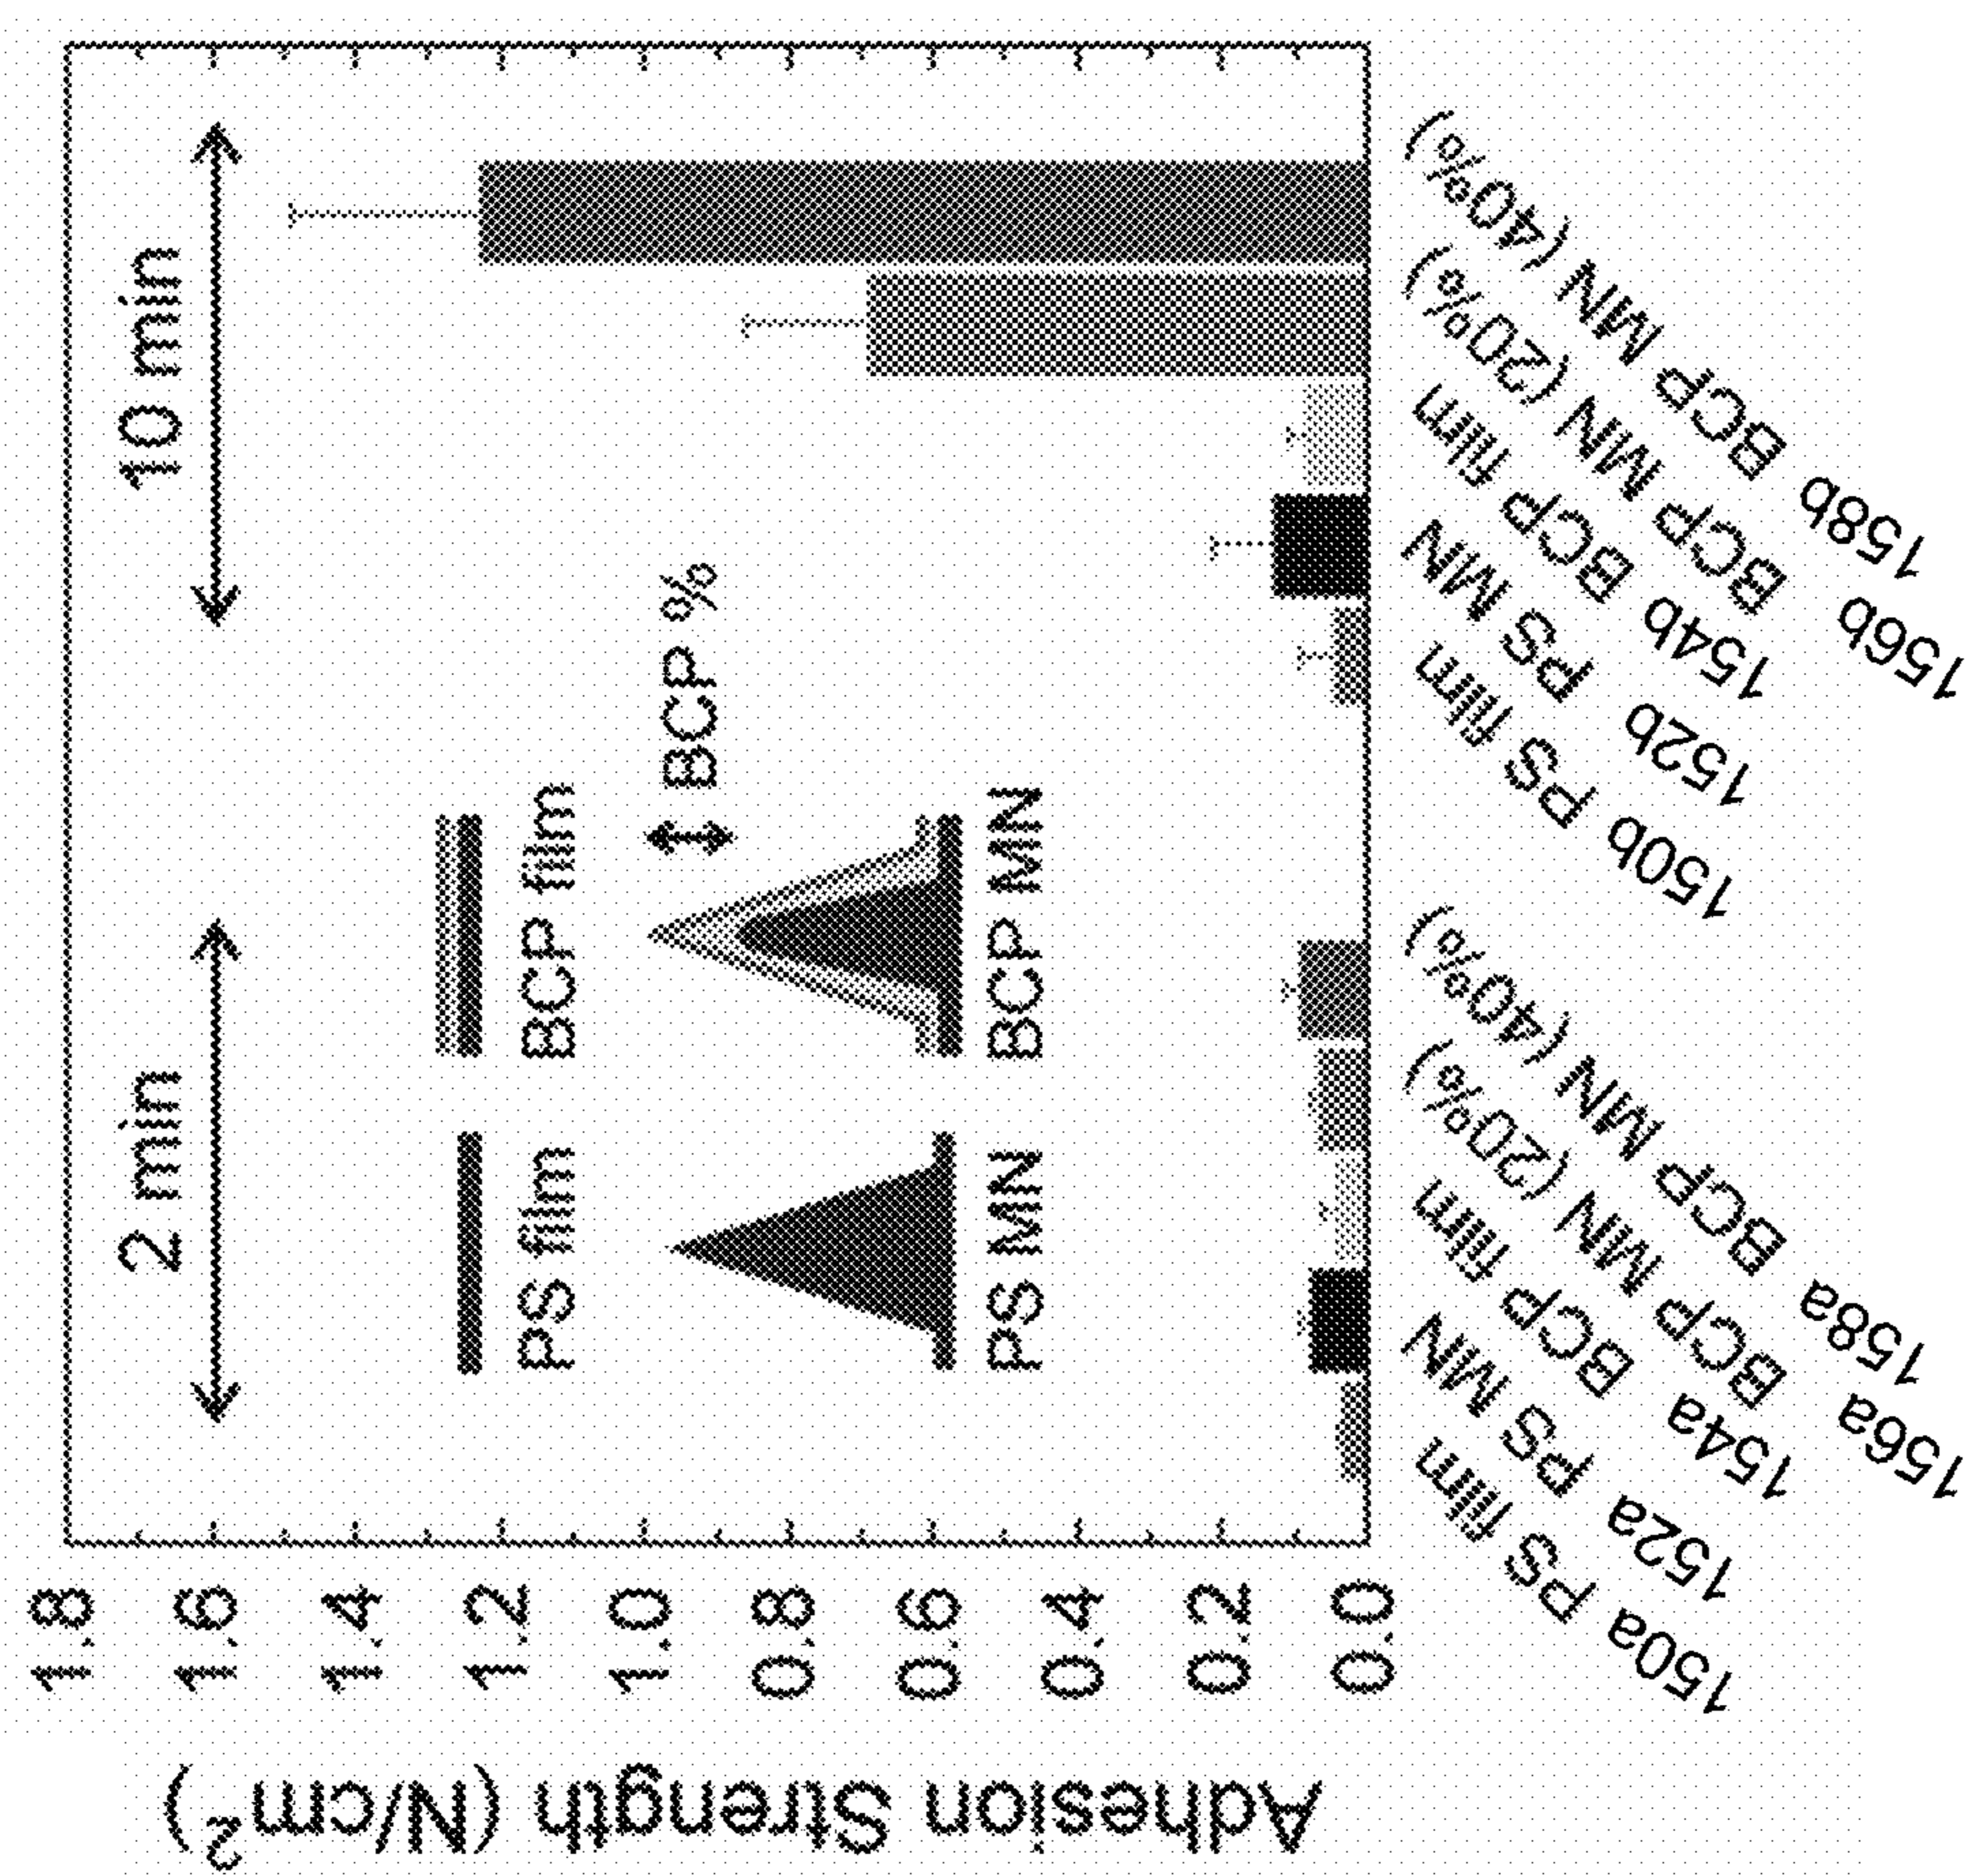 Adhesion Strength (N/cm²)
1.8
1.6
1.4
1.2
1.0
0.8
0.6
0.4
0.2
0.0
2 min
10 min
PS film
BCP film
BCP %
PS MN
BCP MN
150a PS film
152a PS MN
154a BCP film
156a BCP MN (20%)
158a BCP MN (40%)
150b PS film
152b PS MN
154b BCP film
156b BCP MN (20%)
158b BCP MN (40%)